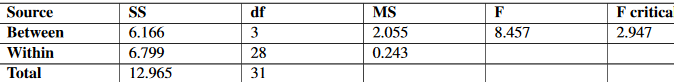 Source SS df MS F F critica
Between 6.166 3 2.055 8.457 2.947
Within 6.799 28 0.243
Total 12.965 31